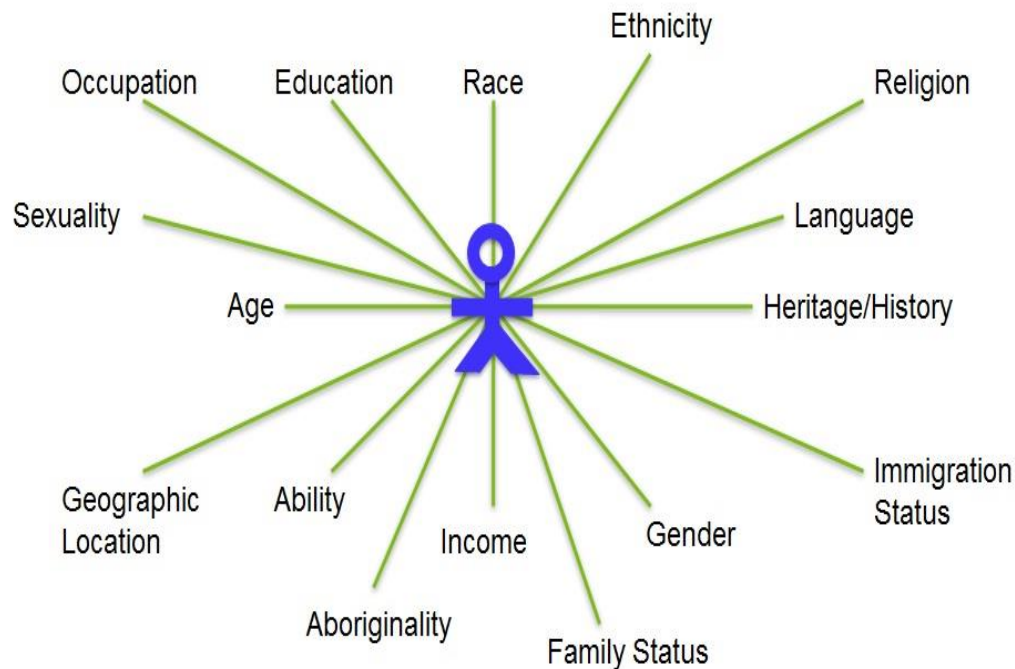 Ethnicity
Occupation
Education
Race
Religion
Sexuality
Language
Age
Heritage/History
Geographic
Location
Ability
Income
Gender
Immigration
Status
Aboriginality
Family Status